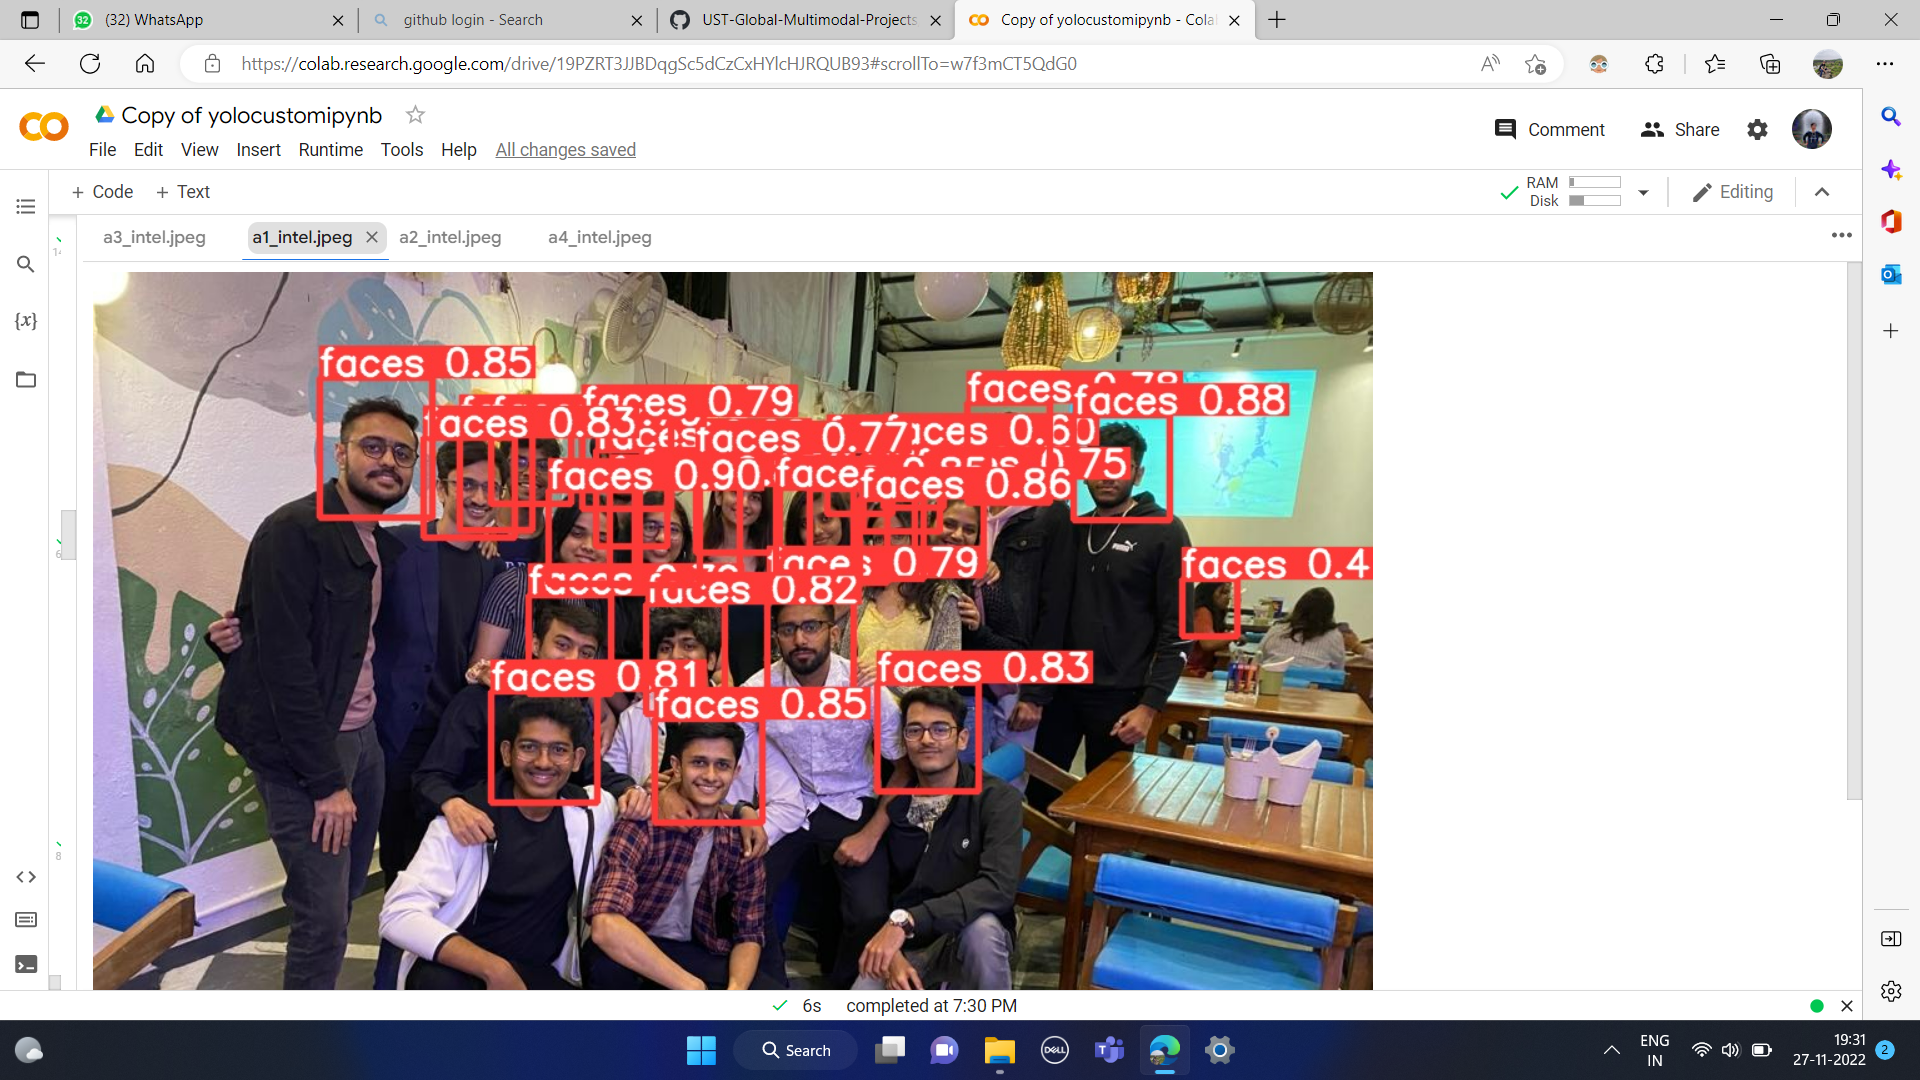 (32) WhatsApp
github login - Search
UST-Global-Multimodal-Projects
Copy of yolocustomipynb - Cola
https://colab.research.google.com/drive/19PZRT3JJBDqgSc5dCzCxHYlcHJRQUB93#scrollTo=w7f3mCT5QdG0
Copy of yolocustomipynb
File Edit View Insert Runtime Tools Help All changes saved
Comment
Share
+ Code + Text
RAM
Disk
Editing
a3_intel.jpeg
a1_intel.jpeg
a2_intel.jpeg
a4_intel.jpeg
faces 0.85
faces 0.79
faces 0.78
faces 0.88
faces 0.83
faces 0.77
faces 0.60
faces 0.90
0.75
faces 0.86
faces 0.79
faces 0.4
faces 0.82
faces 0.81
faces 0.83
faces 0.85
6s completed at 7:30 PM
Search
DELL
ENG
IN
19:31
27-11-2022
2